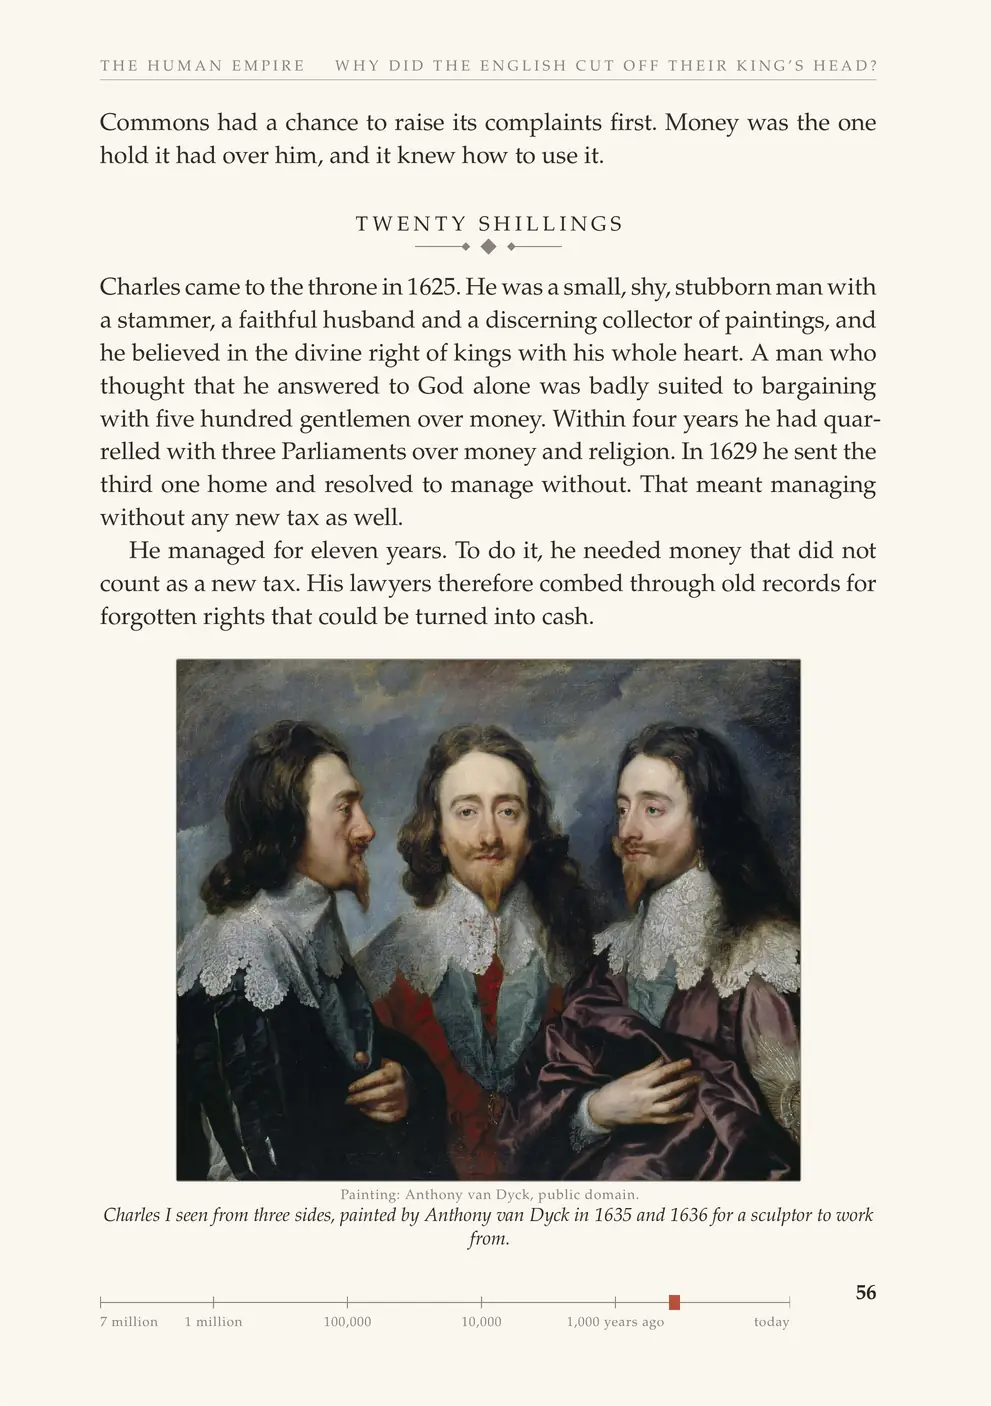 THE HUMAN EMPIRE WHY DID THE ENGLISH CUT OFF THEIR KING’S HEAD?
Commons had a chance to raise its complaints first. Money was the one
hold it had over him, and it knew how to use it.
TWENTY SHILLINGS
Charles came to the throne in 1625. He was a small, shy, stubborn man with
a stammer, a faithful husband and a discerning collector of paintings, and
he believed in the divine right of kings with his whole heart. A man who
thought that he answered to God alone was badly suited to bargaining
with five hundred gentlemen over money. Within four years he had quar-
relled with three Parliaments over money and religion. In 1629 he sent the
third one home and resolved to manage without. That meant managing
without any new tax as well.
He managed for eleven years. To do it, he needed money that did not
count as a new tax. His lawyers therefore combed through old records for
forgotten rights that could be turned into cash.
Painting: Anthony van Dyck, public domain.
Charles I seen from three sides, painted by Anthony van Dyck in 1635 and 1636 for a sculptor to work
from.
56
7 million 1 million 100,000 10,000 1,000 years ago today